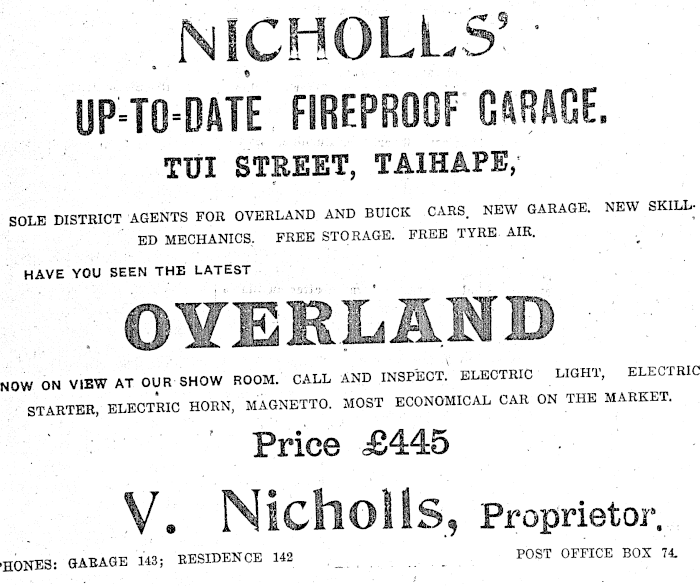 NICHOLLS'
UP=TO=DATE FIREPROOF GARAGE.
TUI STREET, TAIHAPE,
SOLE DISTRICT AGENTS FOR OVERLAND AND BUICK CARS. NEW GARAGE. NEW SKILL-
ED MECHANICS. FREE STORAGE. FREE TYRE AIR.
HAVE YOU SEEN THE LATEST
OVERLAND
NOW ON VIEW AT OUR SHOW ROOM. CALL AND INSPECT. ELECTRIC LIGHT, ELECTRIC
STARTER, ELECTRIC HORN, MAGNETTO. MOST ECONOMICAL CAR ON THE MARKET.
Price £445
V. Nicholls, Proprietor.
PHONES: GARAGE 143; RESIDENCE 142
POST OFFICE BOX 74.